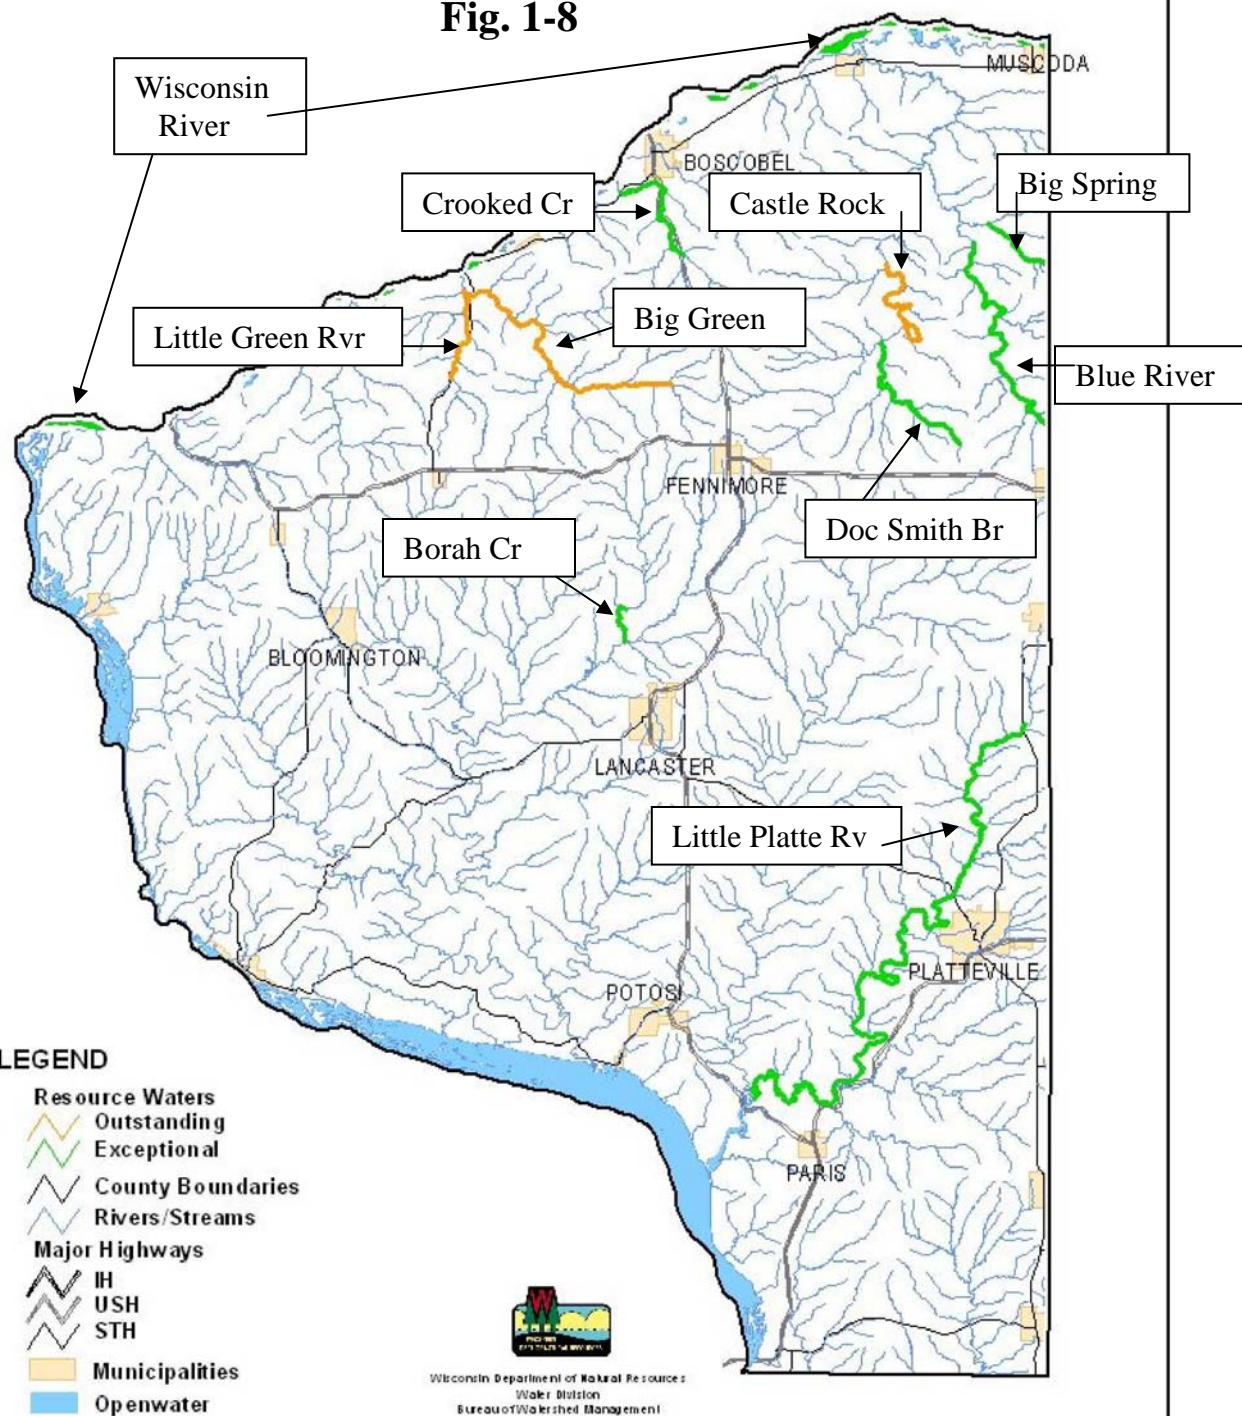 Fig. 1-8
Wisconsin
River
MUSCODA
BOSCOBEL
Crooked Cr
Castle Rock
Big Spring
Little Green Rvr
Big Green
Blue River
FENNIMORE
Doc Smith Br
Borah Cr
BLOOMINGTON
LANCASTER
Little Platte Rv
PLATTEVILLE
POTOSI
PARIS
LEGEND
Resource Waters
Outstanding
Exceptional
County Boundaries
Rivers/Streams
Major Highways
IH
USH
STH
Municipalities
Openwater
W
Wisconsin Department of Natural Resources
Water Division
Bureau of Watershed Management